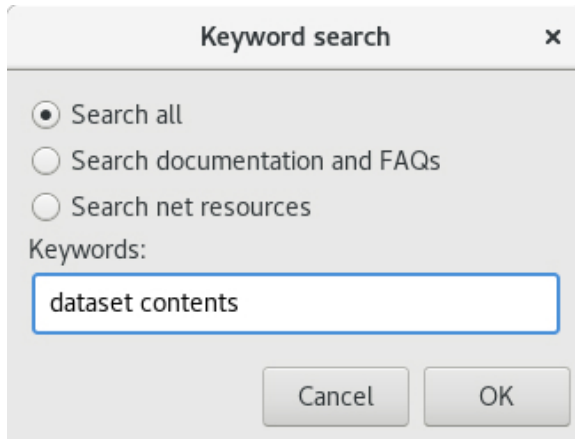 Keyword search ×
Search all
Search documentation and FAQs
Search net resources
Keywords:
dataset contents
Cancel OK